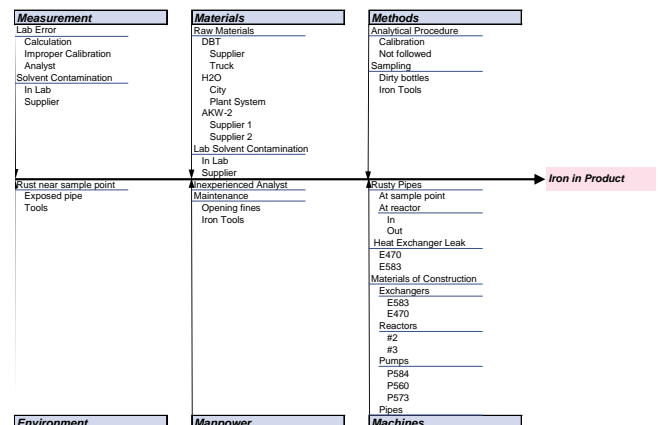 Measurement
Lab Error
Calculation
Improper Calibration
Analyst
Solvent Contamination
In Lab
Supplier
Materials
Raw Materials
DBT
Supplier
Truck
H2O
City
Plant System
AKW-2
Supplier 1
Supplier 2
Lab Solvent Contamination
In Lab
Supplier
Methods
Analytical Procedure
Calibration
Not followed
Sampling
Dirty bottles
Iron Tools
Iron in Product
Rust near sample point
Exposed pipe
Tools
Environment
Inexperienced Analyst
Maintenance
Opening fines
Iron Tools
Manpower
Rusty Pipes
At sample point
At reactor
In
Out
Heat Exchanger Leak
E470
E583
Materials of Construction
Exchangers
E583
E470
Reactors
#2
#3
Pumps
P584
P560
P573
Pipes
Machines